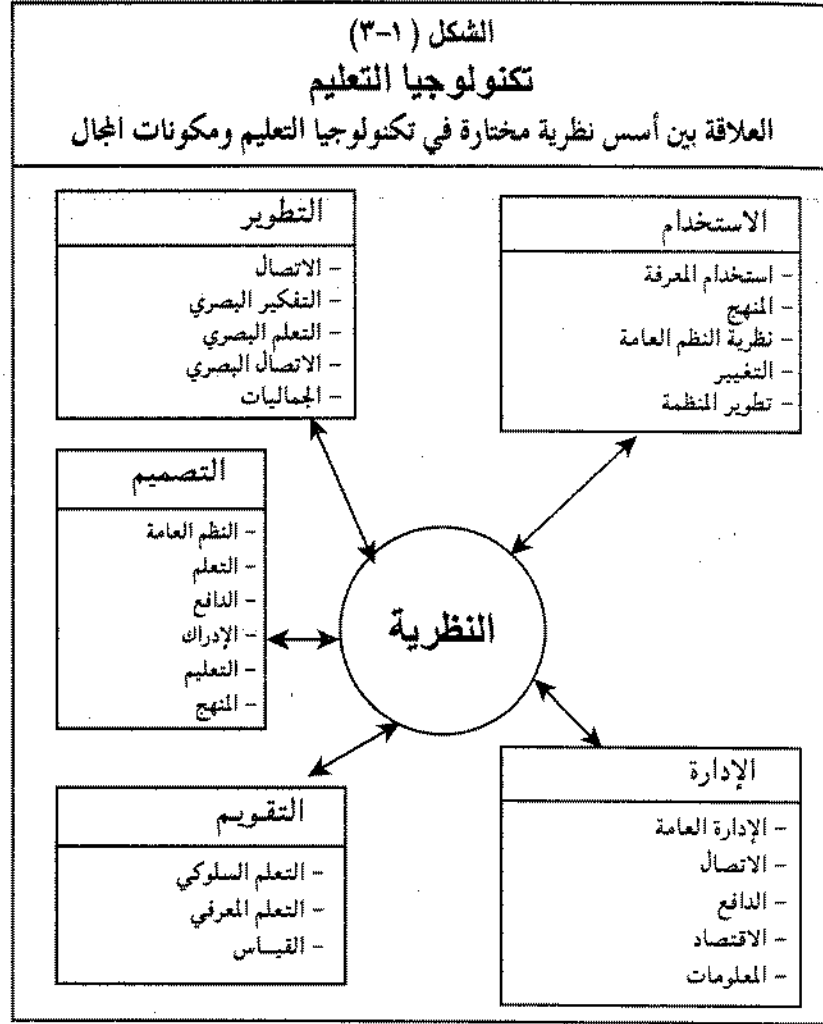 الشكل (١-٣)
تكنولوجيا التعليم
العلاقة بين أسس نظرية مختارة في تكنولوجيا التعليم ومكونات المجال
الاستخدام
- استخدام المعرفة
- المنهج
- نظرية النظم العامة
- التغيير
- تطوير المنظمة
التطوير
- الاتصال
- التفكير البصري
- التعلم البصري
- الاتصال البصري
- الجماليات
التصميم
- النظم العامة
- التعلم
- الدافع
- الإدراك
- التعليم
- المنهج
النظرية
الإدارة
- الإدارة العامة
- الاتصال
- الدافع
- الاقتصاد
- المعلومات
التقويم
- التعلم السلوكي
- التعلم المعرفي
- القيـاس